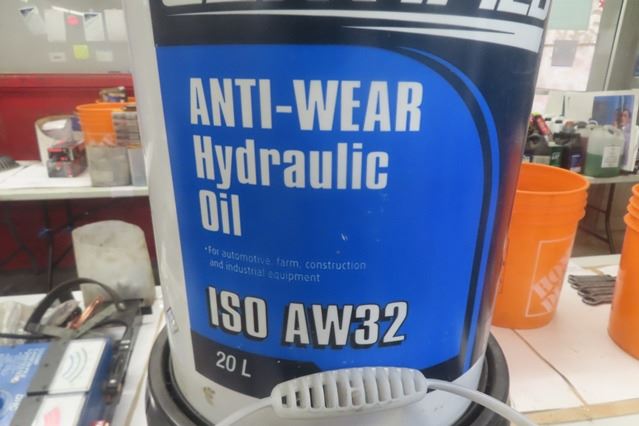 ANTI-WEAR
Hydraulic
Oil
•For automotive, farm, construction
and industrial equipment
ISO AW32
20 L